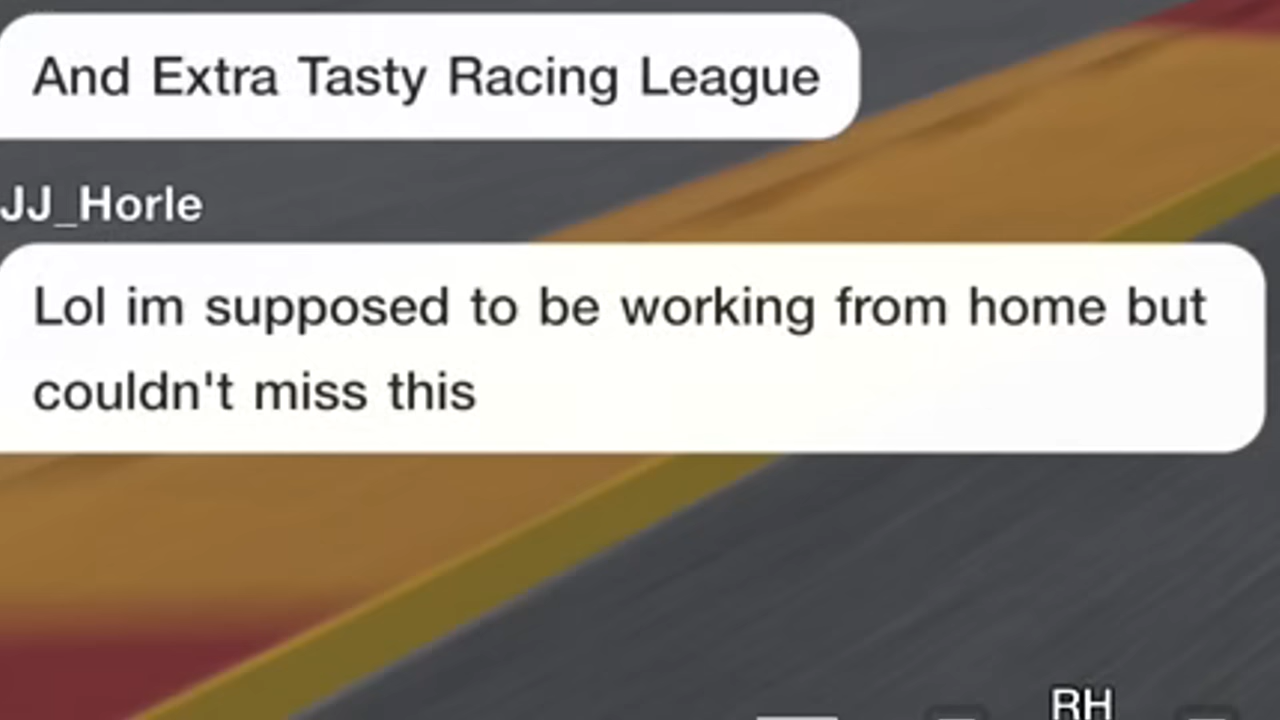 And Extra Tasty Racing League
JJ_Horle
Lol im supposed to be working from home but
couldn't miss this
RH